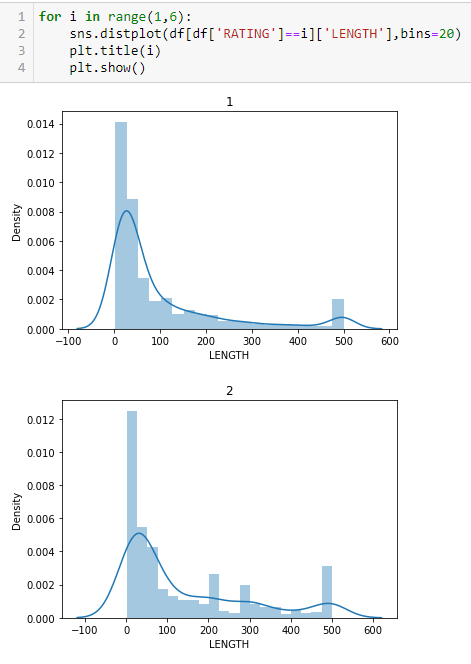 1 for i in range(1,6):
2     sns.distplot(df[df['RATING']==i]['LENGTH'],bins=20)
3     plt.title(i)
4     plt.show()
1
0.014
0.012
0.010
0.008
0.006
0.004
0.002
0.000
Density
−100 0 100 200 300 400 500 600
LENGTH
2
0.012
0.010
0.008
0.006
0.004
0.002
0.000
Density
−100 0 100 200 300 400 500 600
LENGTH